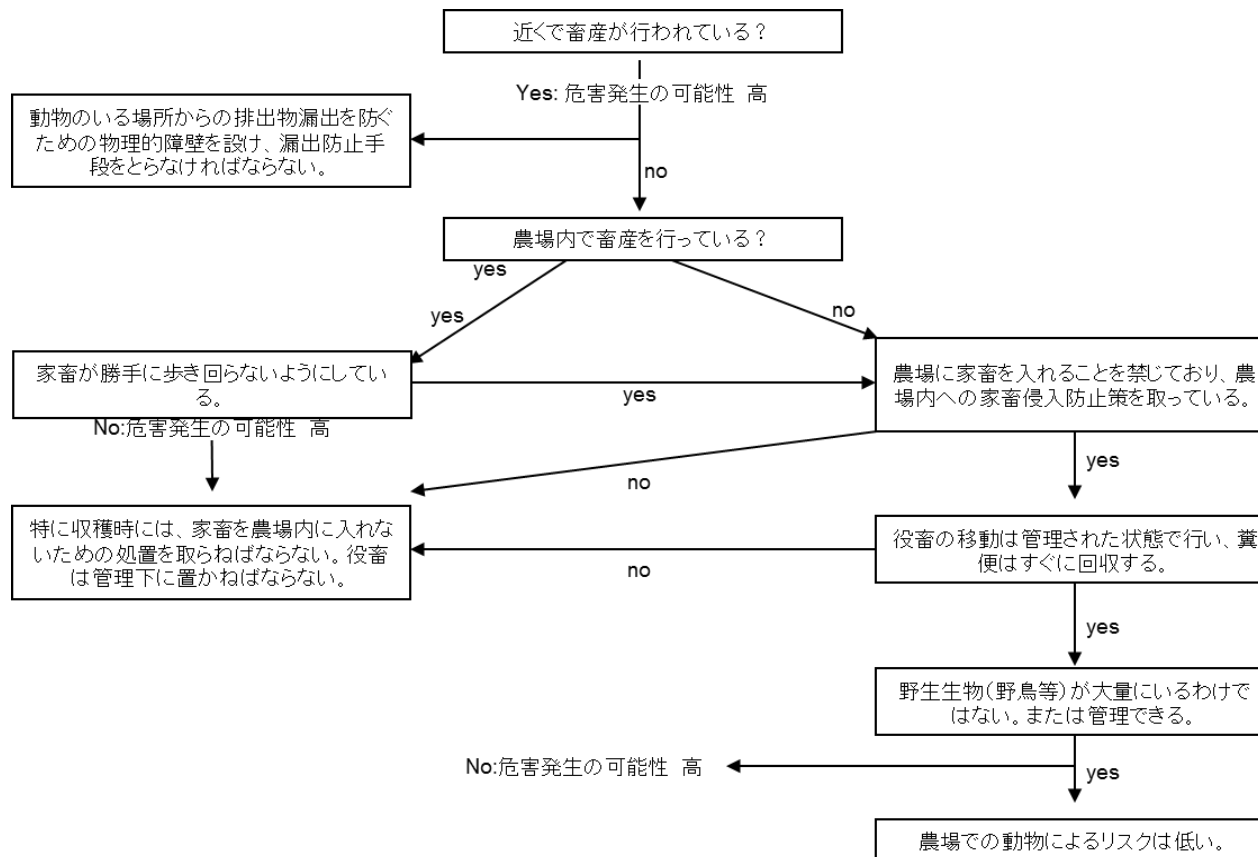 近くで畜産が行われている？
Yes: 危害発生の可能性 高
動物のいる場所からの排出物漏出を防ぐ
ための物理的障壁を設け、漏出防止手
段をとらなければならない。
no
農場内で畜産を行っている？
yes
yes
no
家畜が勝手に歩き回らないようにしてい
る。
yes
農場に家畜を入れることを禁じており、農
場内への家畜侵入防止策を取っている。
No:危害発生の可能性 高
no
yes
特に収穫時には、家畜を農場内に入れな
いための処置を取らねばならない。役畜
は管理下に置かねばならない。
no
役畜の移動は管理された状態で行い、糞
便はすぐに回収する。
yes
野生生物（野鳥等）が大量にいるわけで
はない。または管理できる。
No:危害発生の可能性 高
yes
農場での動物によるリスクは低い。